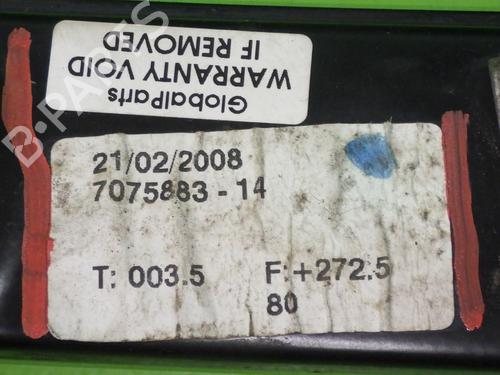 GlobalParts
WARRANTY VOID
IF REMOVED
B-PARTS
21/02/2008
7075883 - 14
T: 003.5 F: +272.5
80